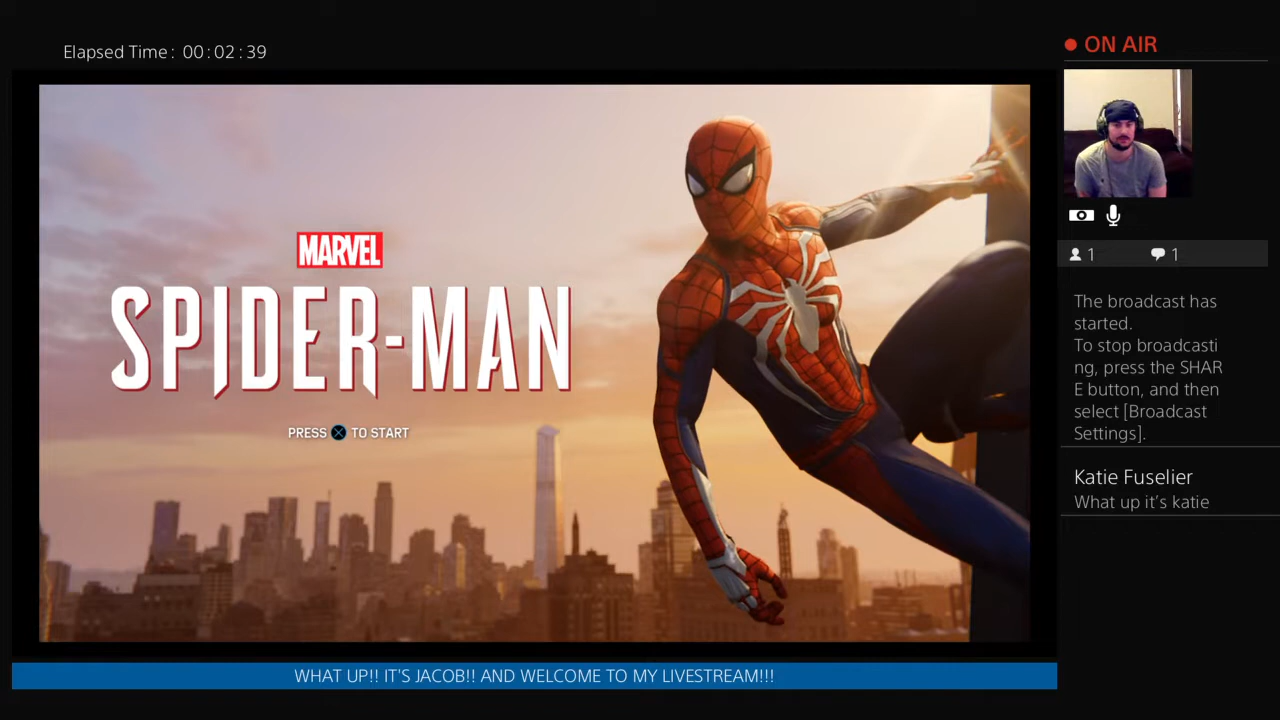 Elapsed Time: 00:02:39
ON AIR
MARVEL
SPIDER-MAN
PRESS TO START
1 1
The broadcast has
started.
To stop broadcasti
ng, press the SHAR
E button, and then
select [Broadcast
Settings].
Katie Fuselier
What up it's katie
WHAT UP!! IT'S JACOB!! AND WELCOME TO MY LIVESTREAM!!!